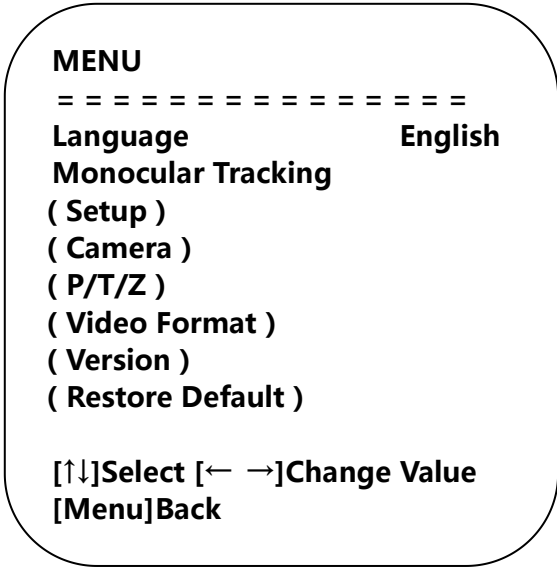 MENU
= = = = = = = = = = = = = = =
Language English
Monocular Tracking
( Setup )
( Camera )
( P/T/Z )
( Video Format )
( Version )
( Restore Default )
[↑↓]Select [← →]Change Value
[Menu]Back